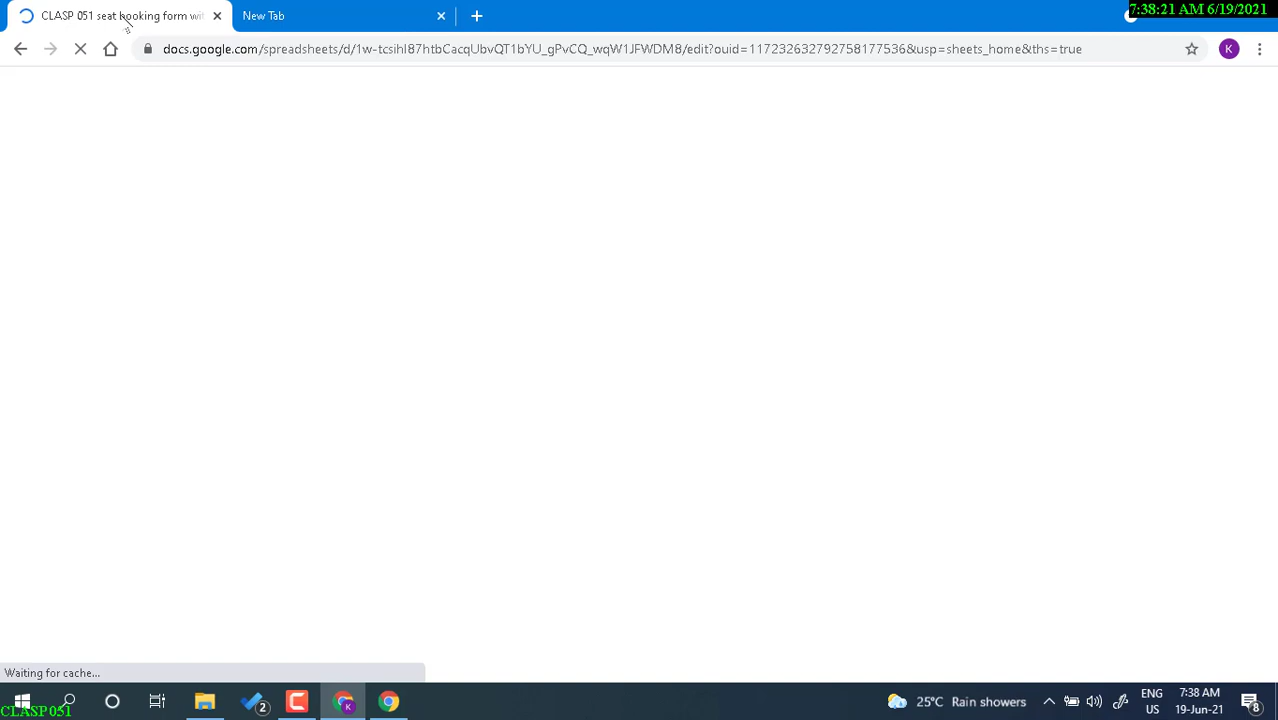 CLASP 051 seat booking form wit
New Tab
7:38:21 AM 6/19/2021
docs.google.com/spreadsheets/d/1w-tcsihl87htbCacqUbvQT1bYU_gPvCQ_wqW1JFWDM8/edit?ouid=117232632792758177536&usp=sheets_home&ths=true
K
Waiting for cache...
2
K
25°C Rain showers
ENG
US
7:38 AM
19-Jun-21
8
CLASP 051